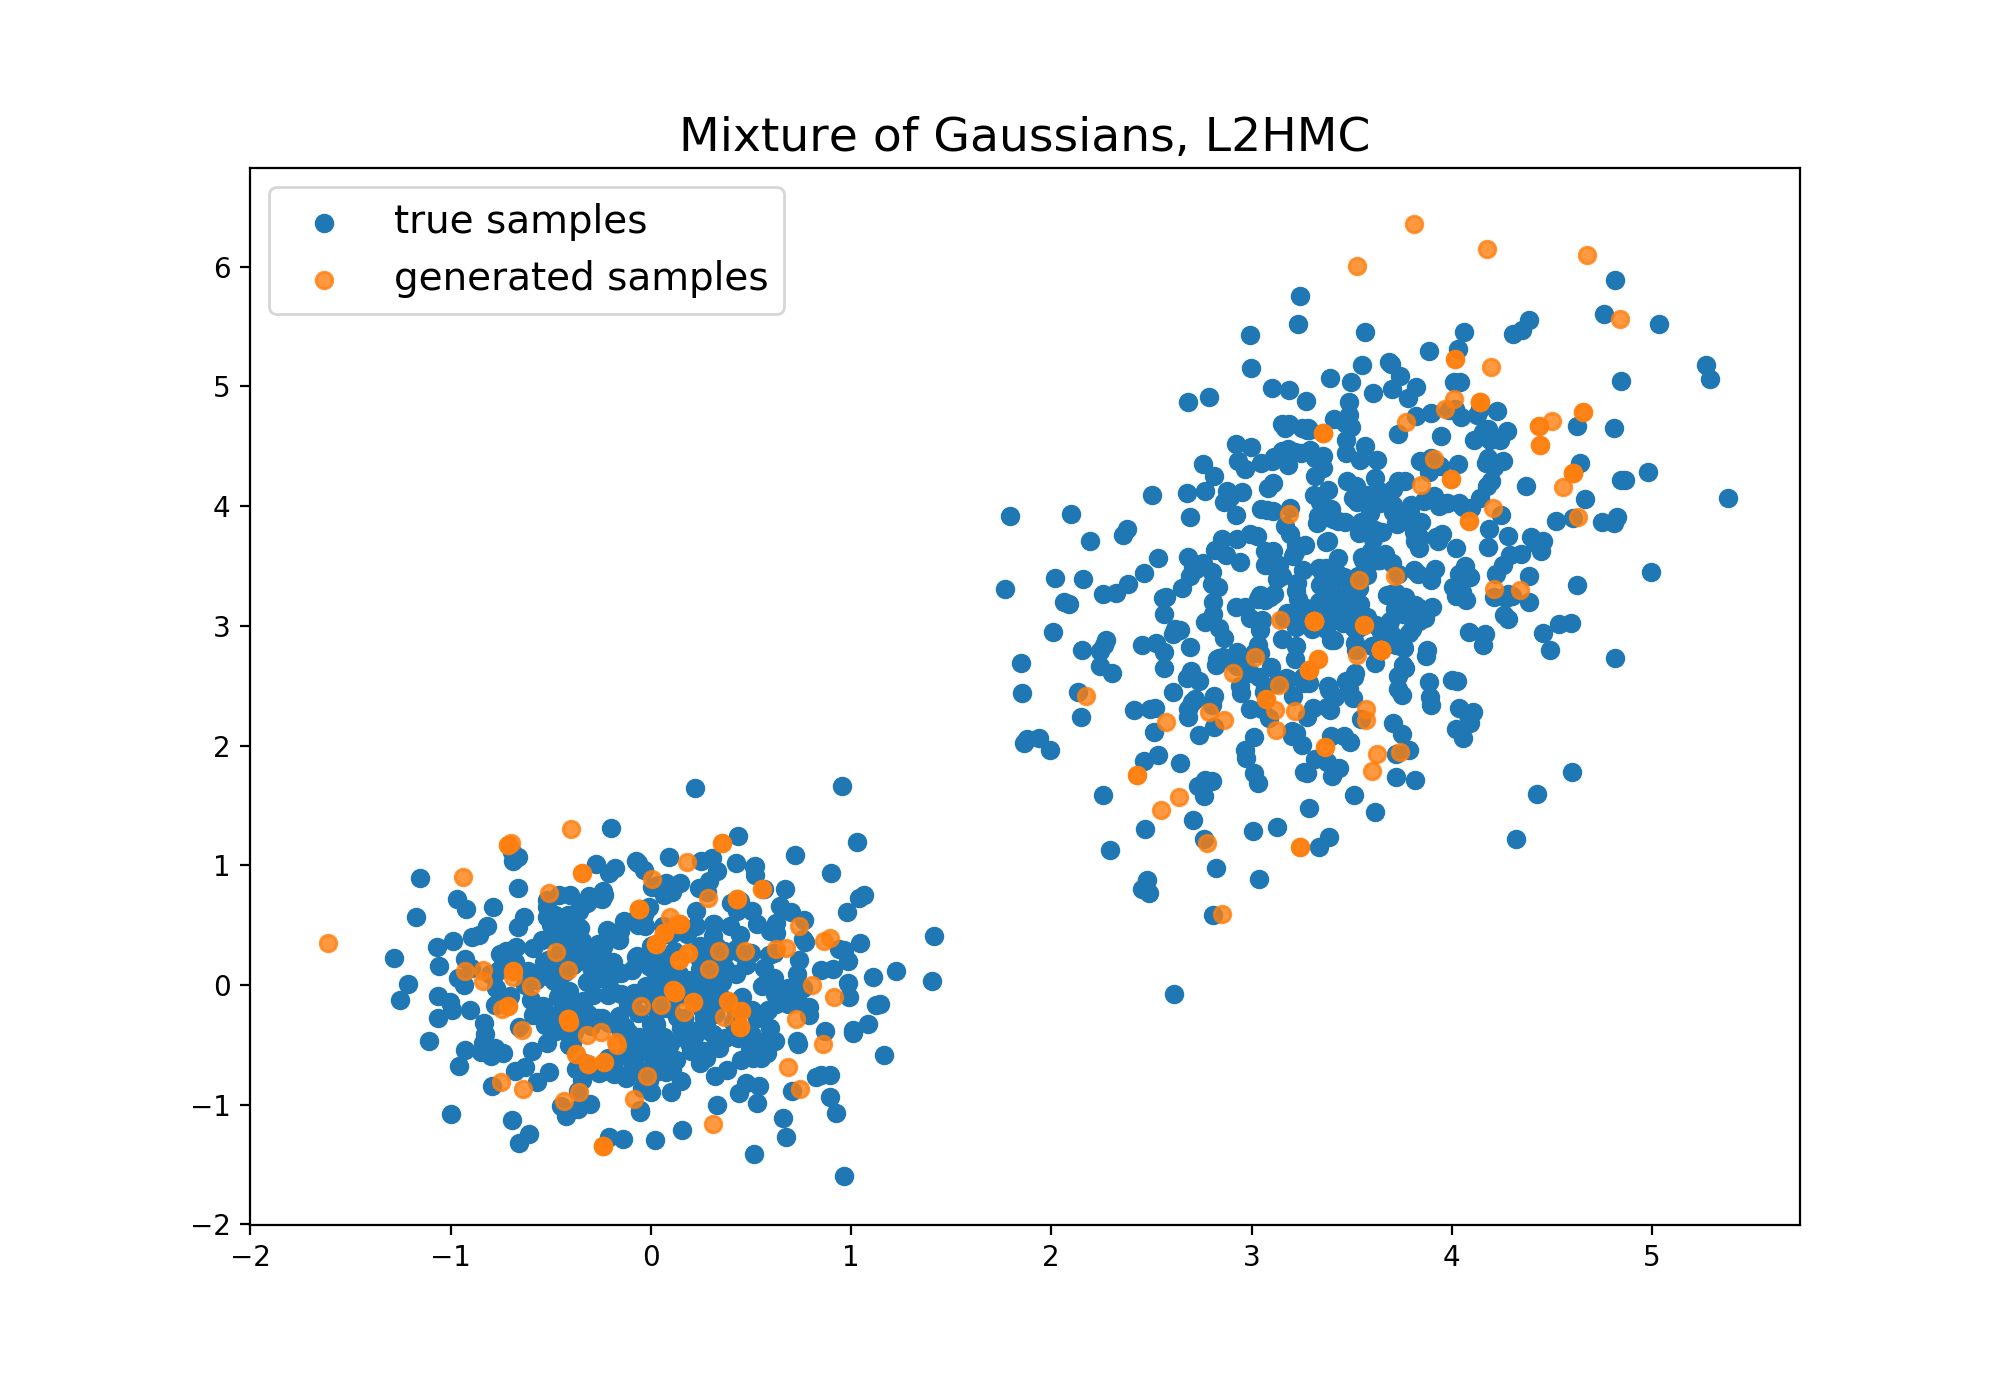 Mixture of Gaussians, L2HMC
true samples
generated samples
6
5
4
3
2
1
0
−1
−2
−2 −1 0 1 2 3 4 5